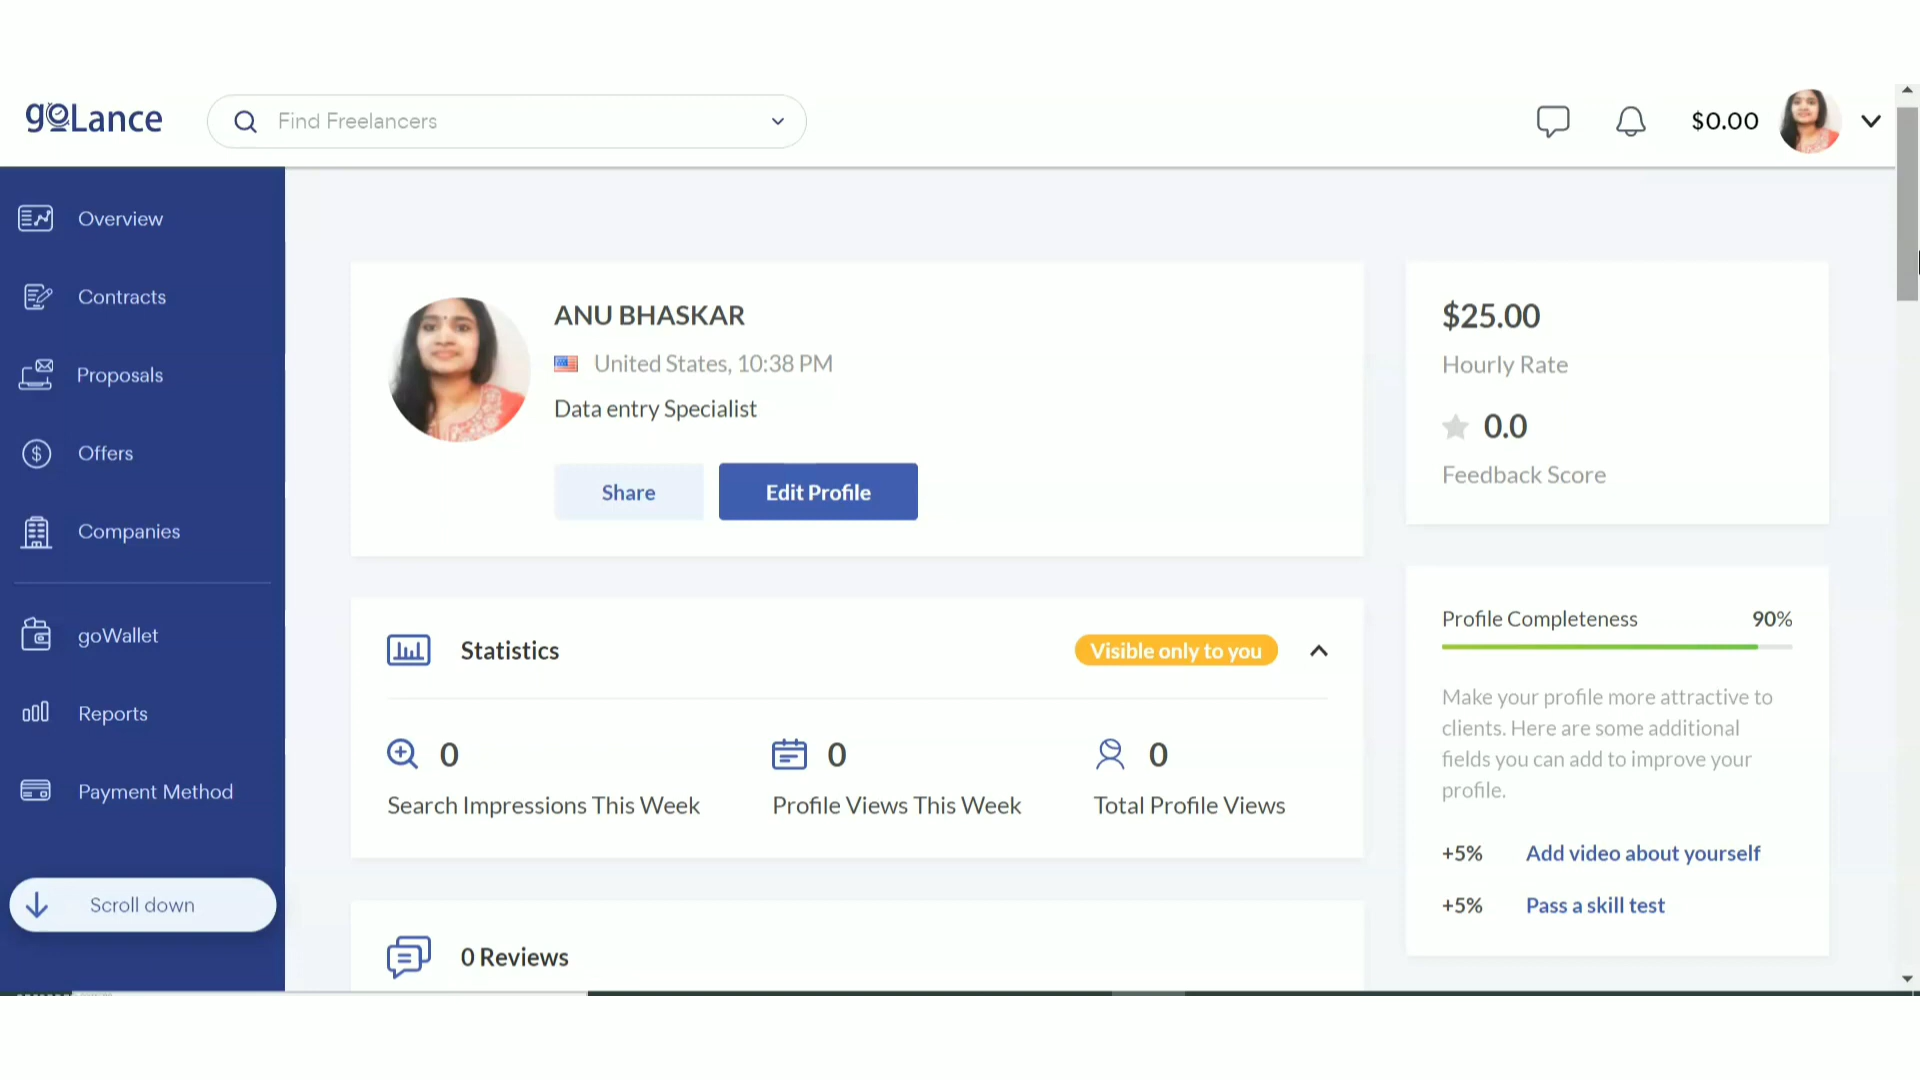 goLance
Find Freelancers
$0.00
Overview
Contracts
Proposals
Offers
Companies
goWallet
Reports
Payment Method
Scroll down
ANU BHASKAR
United States, 10:38 PM
Data entry Specialist
Share
Edit Profile
$25.00
Hourly Rate
0.0
Feedback Score
Statistics
Visible only to you
0
Search Impressions This Week
0
Profile Views This Week
0
Total Profile Views
0 Reviews
Profile Completeness 90%
Make your profile more attractive to
clients. Here are some additional
fields you can add to improve your
profile.
+5% Add video about yourself
+5% Pass a skill test